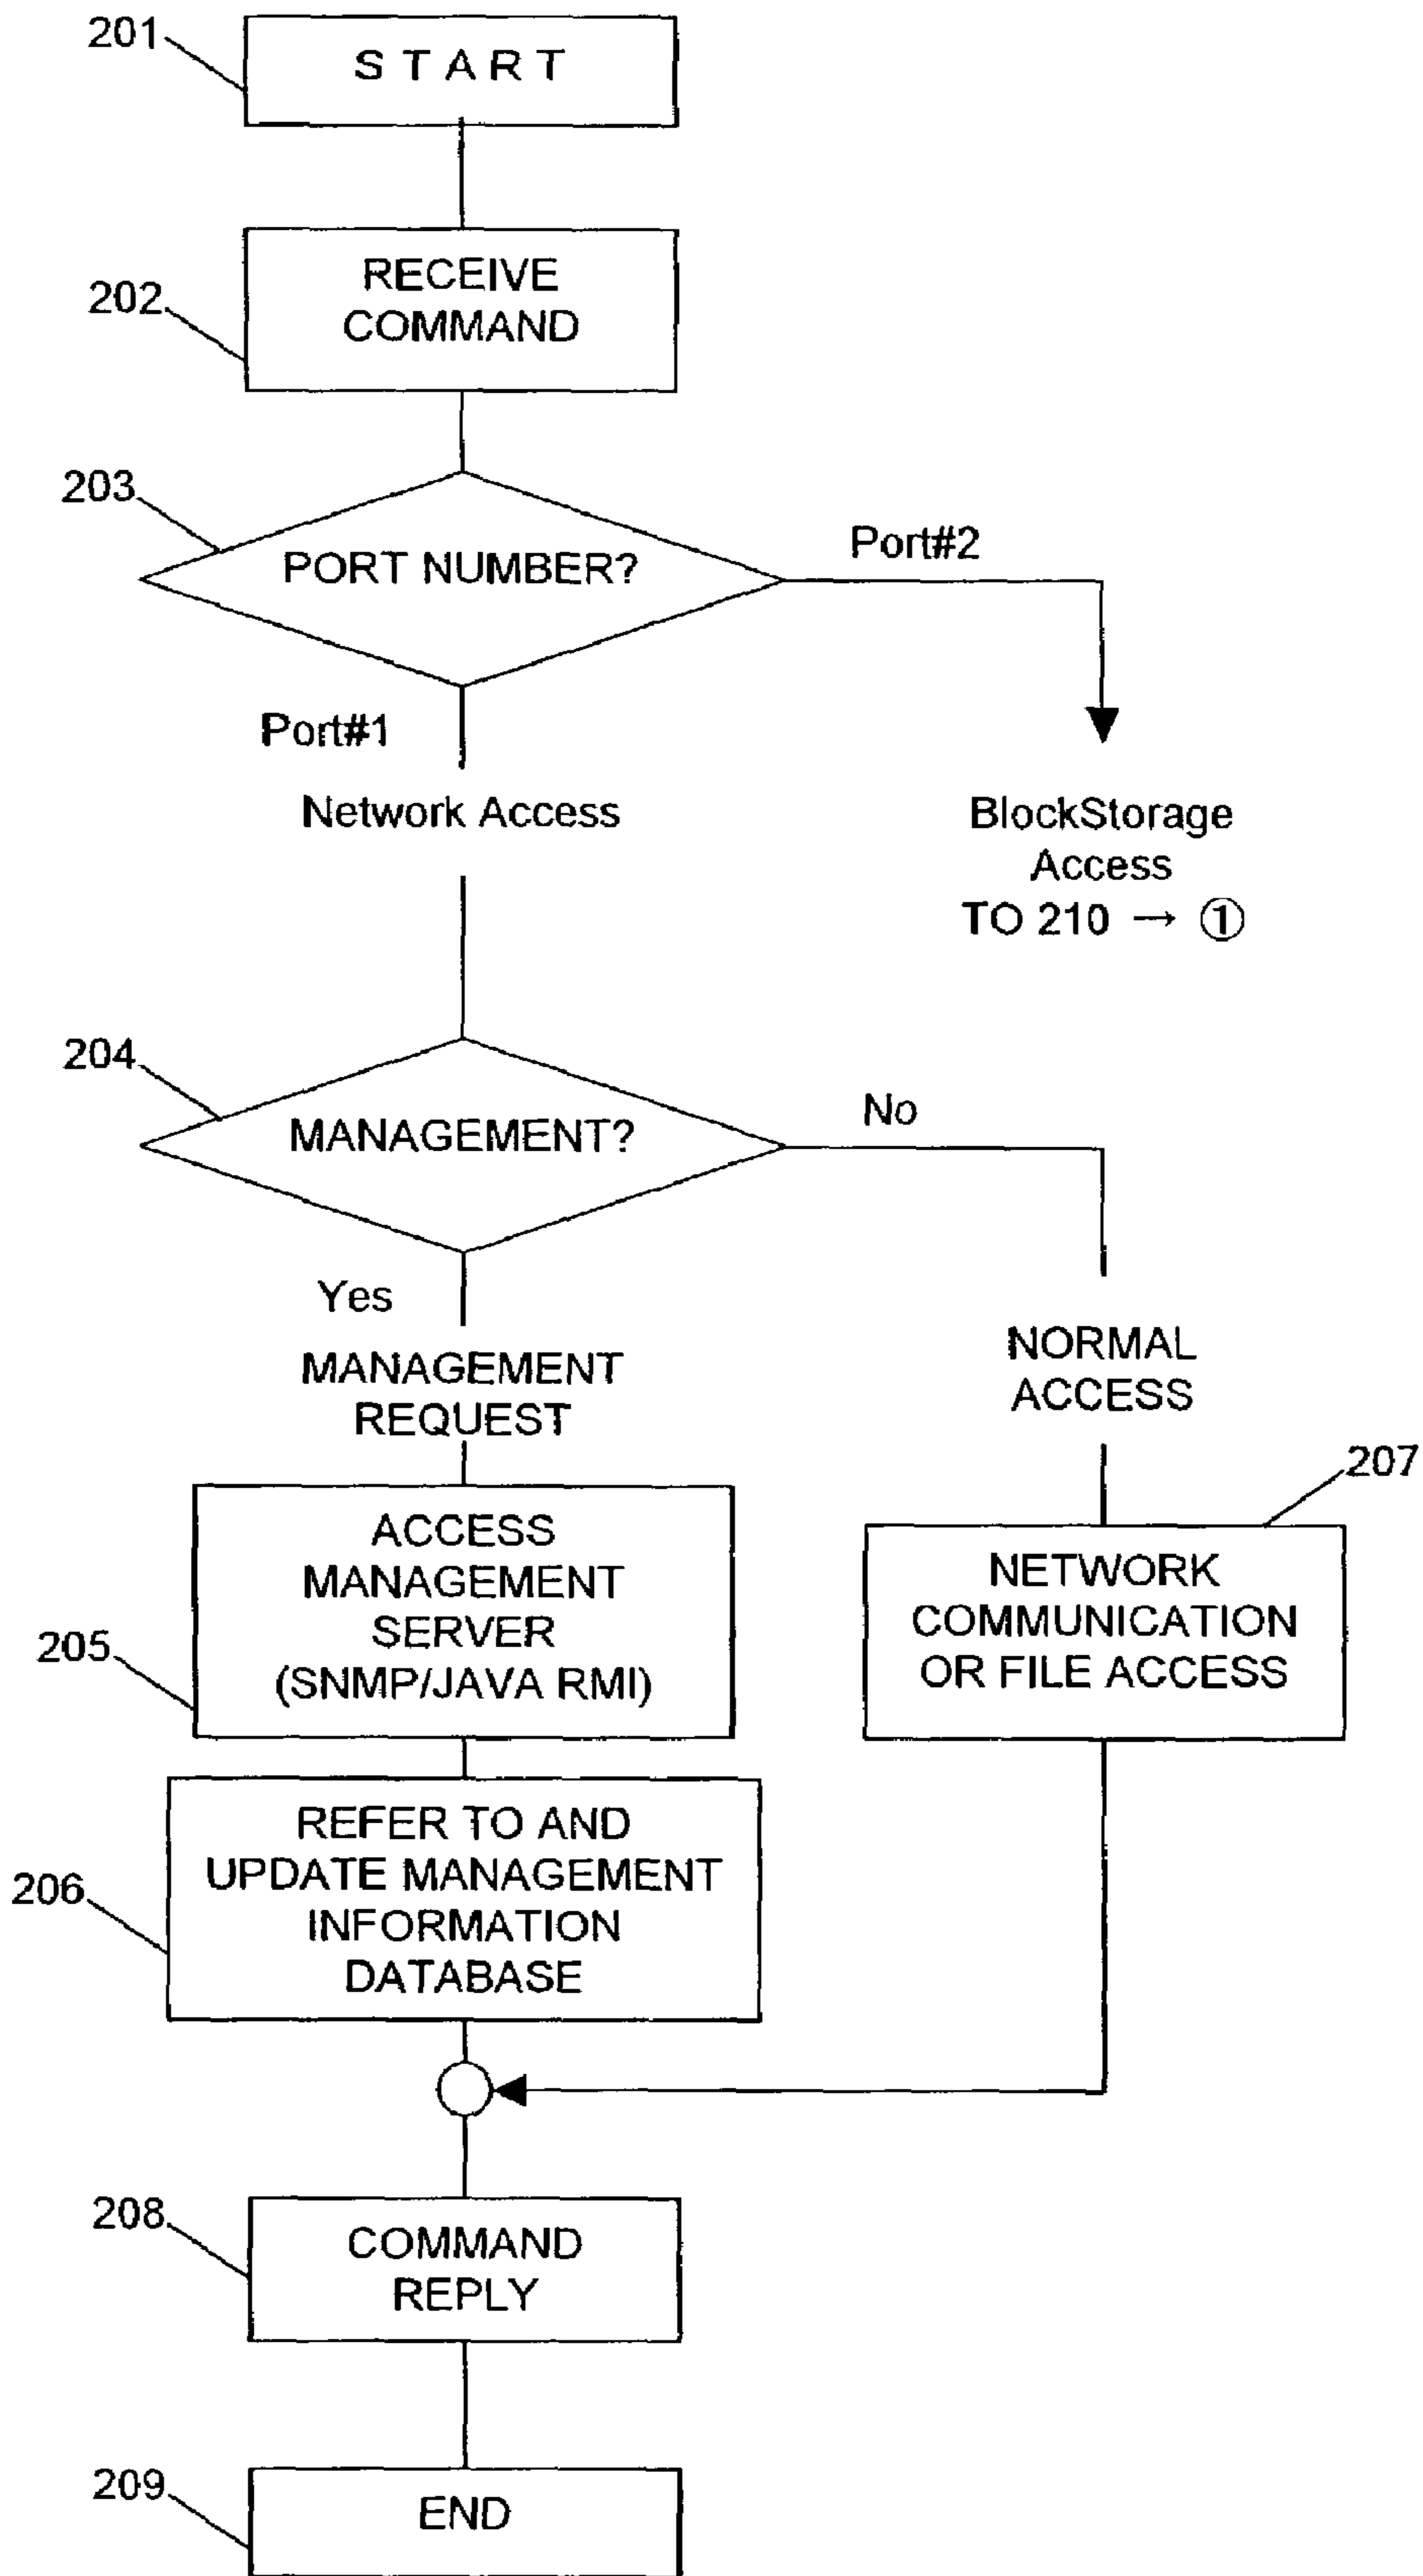 201
S T A R T
202
RECEIVE
COMMAND
203
PORT NUMBER?
Port#2
Port#1
Network Access
BlockStorage
Access
TO 210 → ①
204
MANAGEMENT?
No
Yes
MANAGEMENT
REQUEST
NORMAL
ACCESS
205
ACCESS
MANAGEMENT
SERVER
(SNMP/JAVA RMI)
207
NETWORK
COMMUNICATION
OR FILE ACCESS
206
REFER TO AND
UPDATE MANAGEMENT
INFORMATION
DATABASE
208
COMMAND
REPLY
209
END